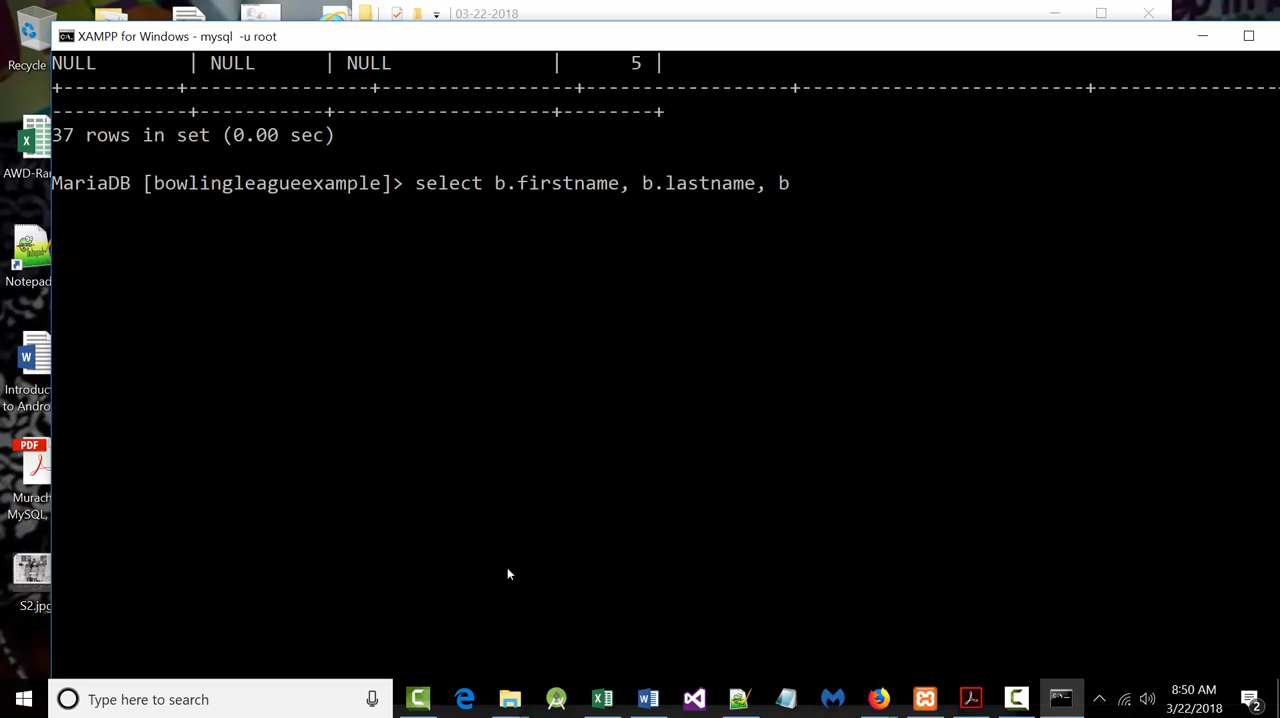 03-22-2018
XAMPP for Windows - mysql -u root
Recycle
NULL | NULL | NULL | 5 |
+----------+----------------+-----------------+------------------+------------------------+----------------
------------+-----------+-------------------+--------+
37 rows in set (0.00 sec)
MariaDB [bowlingleagueexample]> select b.firstname, b.lastname, b
AWD-Ra
Notepad
Introduc
to Andro
PDF
Murach
MySQL,
S2.jpg
Type here to search
8:50 AM
3/22/2018
2